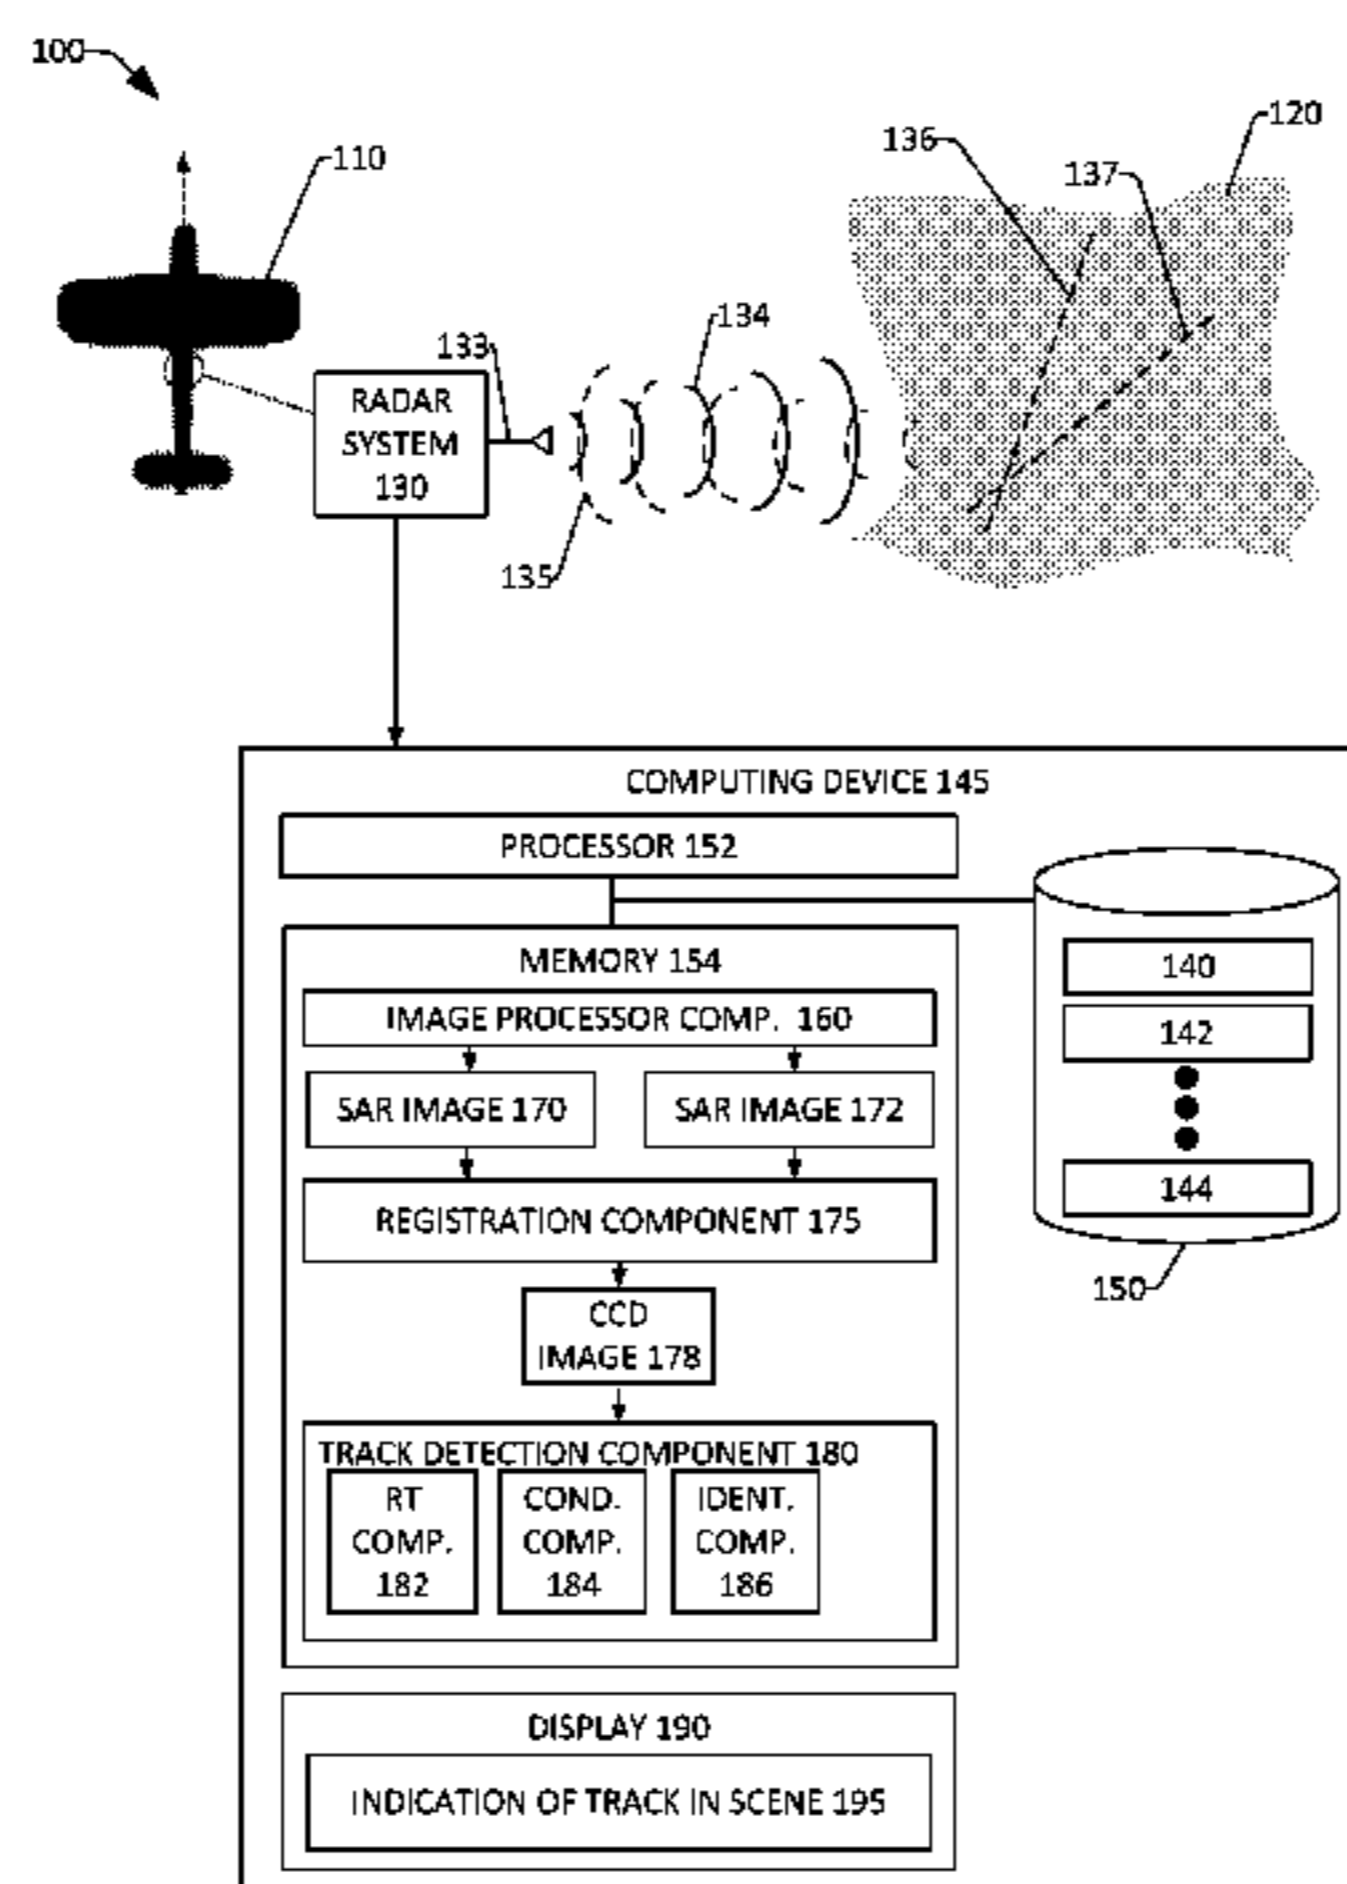 100
110
120
136
137
134
133
RADAR
SYSTEM
130
135
COMPUTING DEVICE 145
PROCESSOR 152
MEMORY 154
140
IMAGE PROCESSOR COMP. 160
142
SAR IMAGE 170
SAR IMAGE 172
144
REGISTRATION COMPONENT 175
150
CCD
IMAGE 178
TRACK DETECTION COMPONENT 180
RT
COMP.
182
COND.
COMP.
184
IDENT.
COMP.
186
DISPLAY 190
INDICATION OF TRACK IN SCENE 195